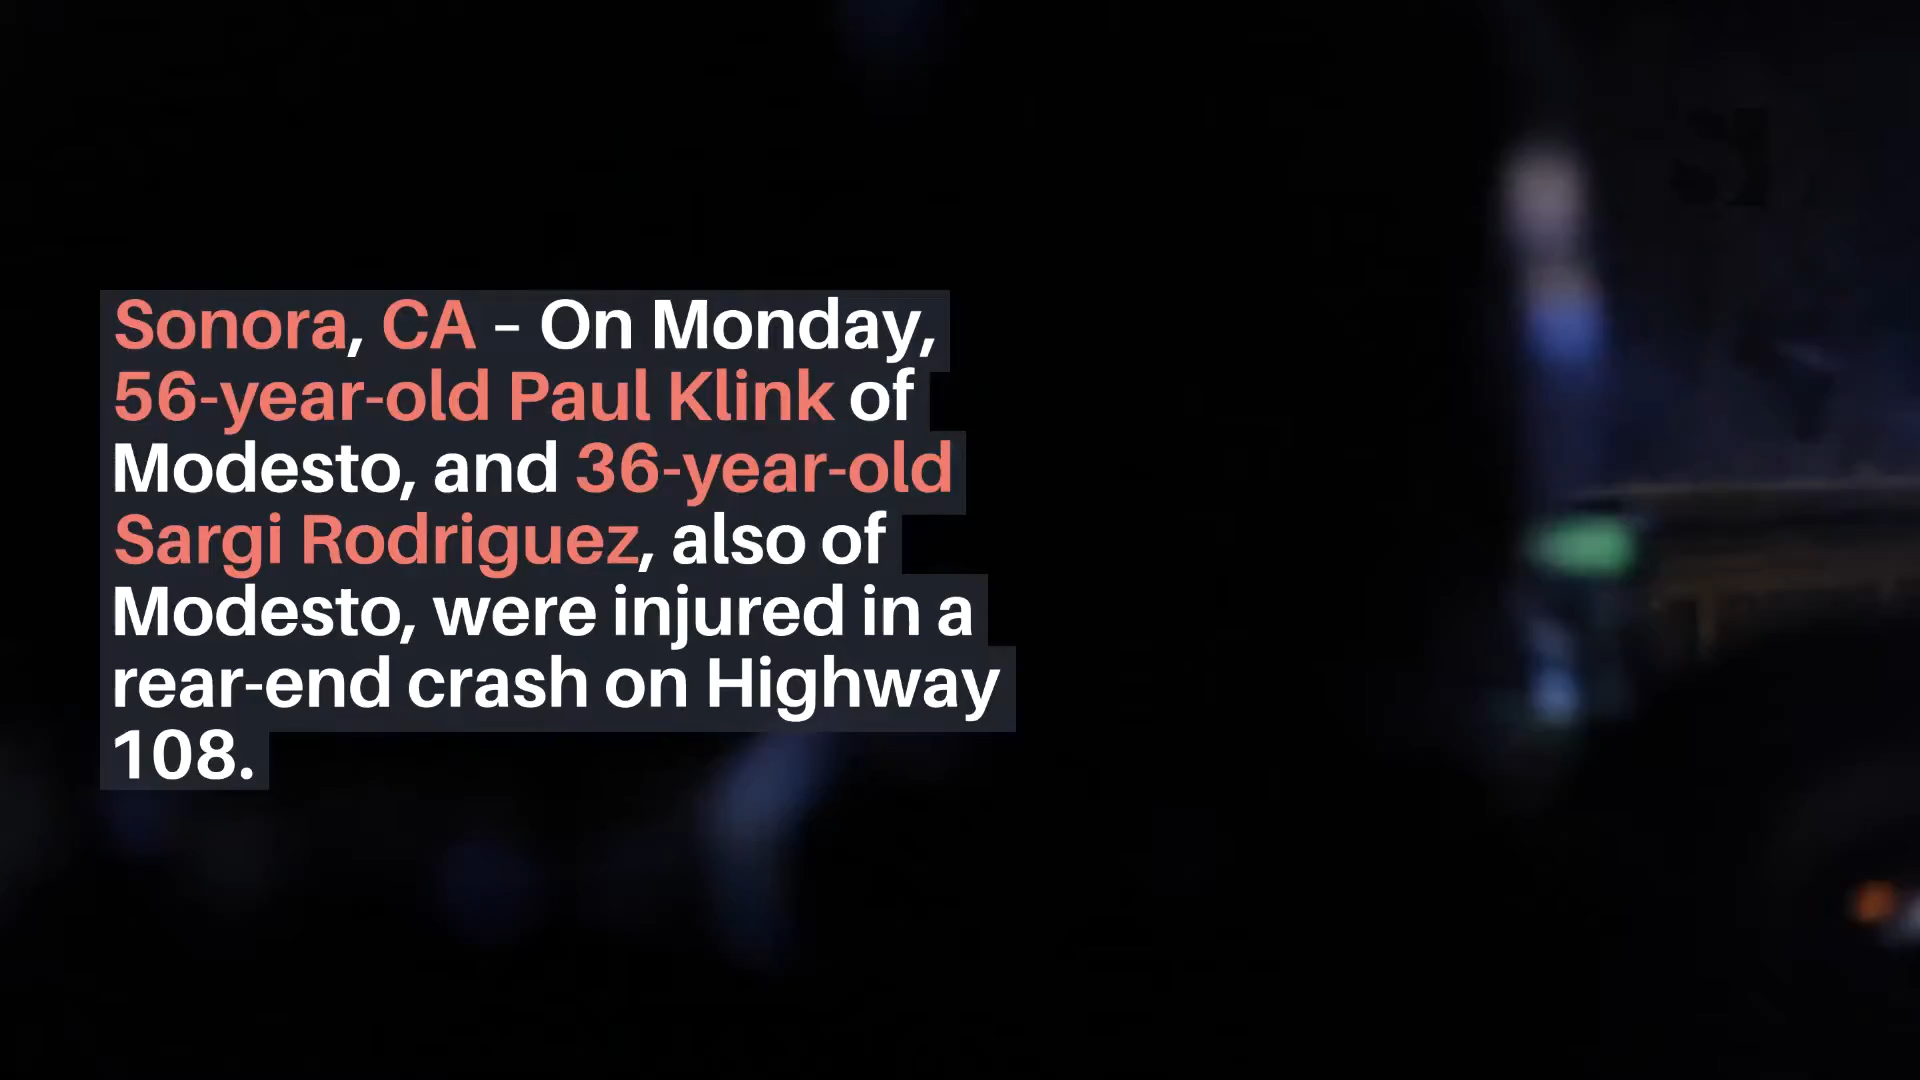 Sonora, CA – On Monday,
56-year-old Paul Klink of
Modesto, and 36-year-old
Sargi Rodriguez, also of
Modesto, were injured in a
rear-end crash on Highway
108.